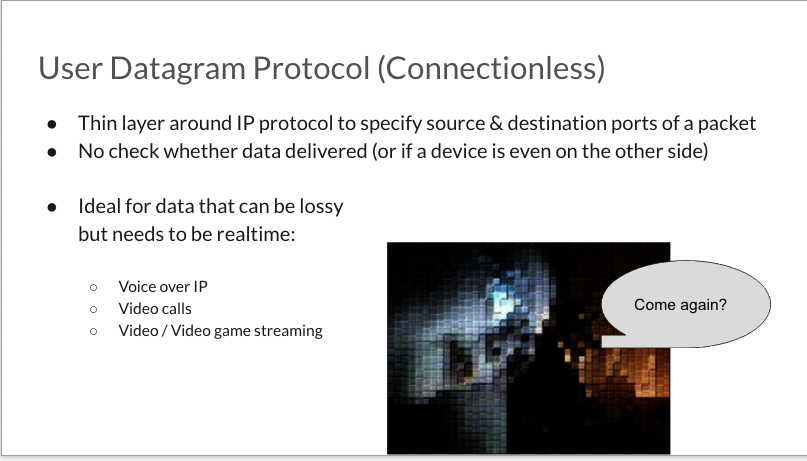 User Datagram Protocol (Connectionless)
● Thin layer around IP protocol to specify source & destination ports of a packet
● No check whether data delivered (or if a device is even on the other side)
● Ideal for data that can be lossy
but needs to be realtime:
○ Voice over IP
○ Video calls
○ Video / Video game streaming
Come again?